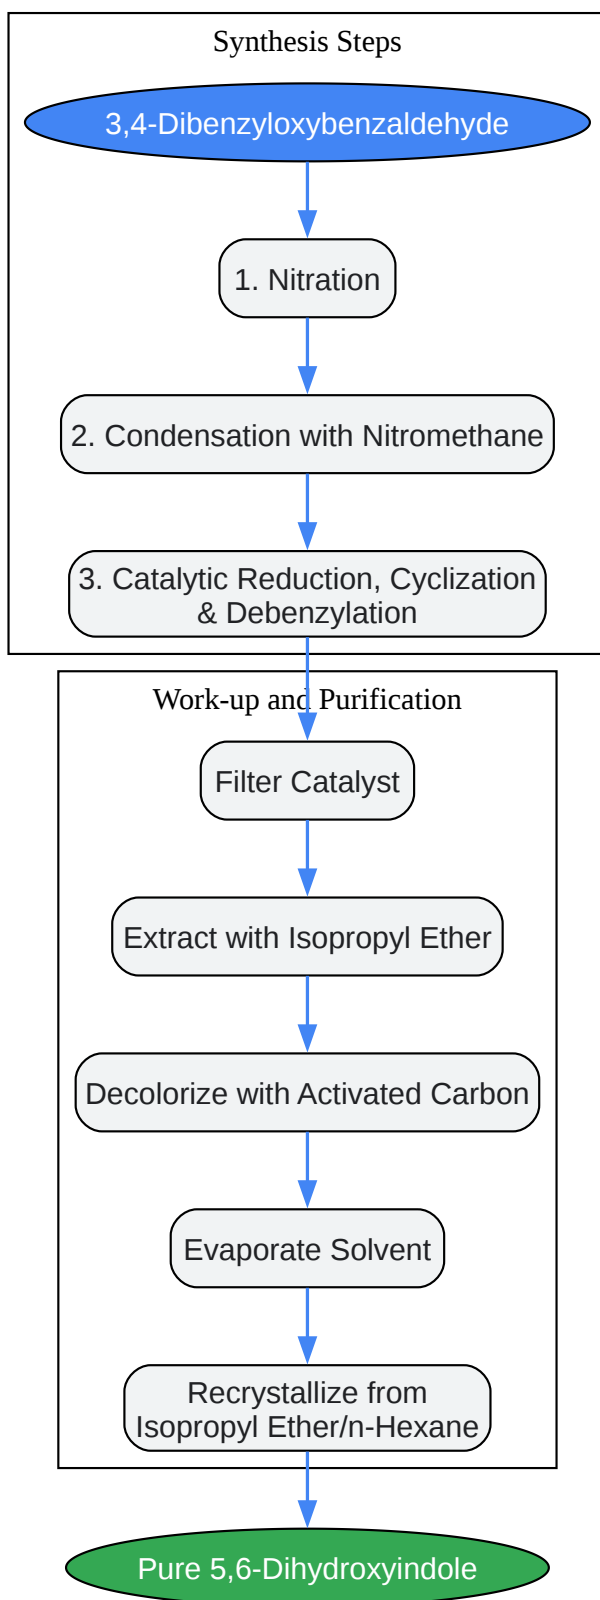 Synthesis Steps
3,4-Dibenzyloxybenzaldehyde
1. Nitration
2. Condensation with Nitromethane
3. Catalytic Reduction, Cyclization
& Debenzylation
Work-up and Purification
Filter Catalyst
Extract with Isopropyl Ether
Decolorize with Activated Carbon
Evaporate Solvent
Recrystallize from
Isopropyl Ether/n-Hexane
Pure 5,6-Dihydroxyindole